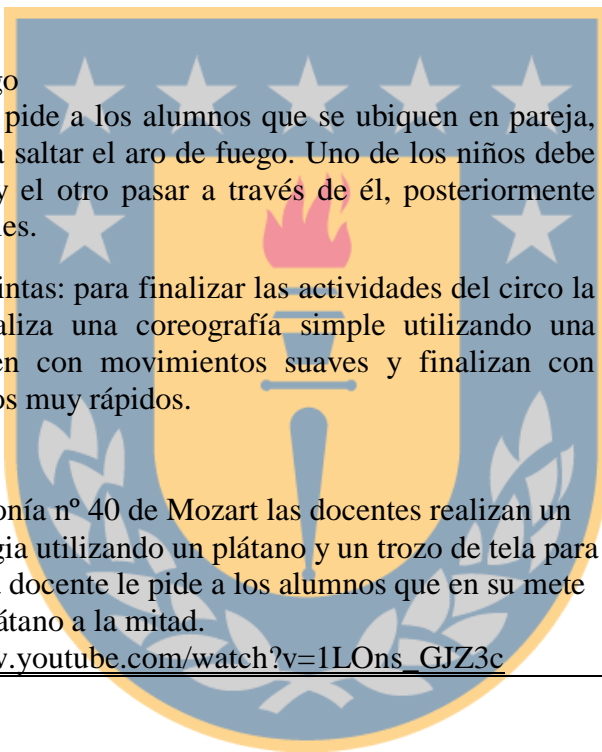 go
pide a los alumnos que se ubiquen en pareja,
a saltar el aro de fuego. Uno de los niños debe
y el otro pasar a través de él, posteriormente
les.
intas: para finalizar las actividades del circo la
aliza una coreografía simple utilizando una
en con movimientos suaves y finalizan con
os muy rápidos.
onía nº 40 de Mozart las docentes realizan un
gia utilizando un plátano y un trozo de tela para
docente le pide a los alumnos que en su mete
átano a la mitad.
v.youtube.com/watch?v=1LOns_GJZ3c